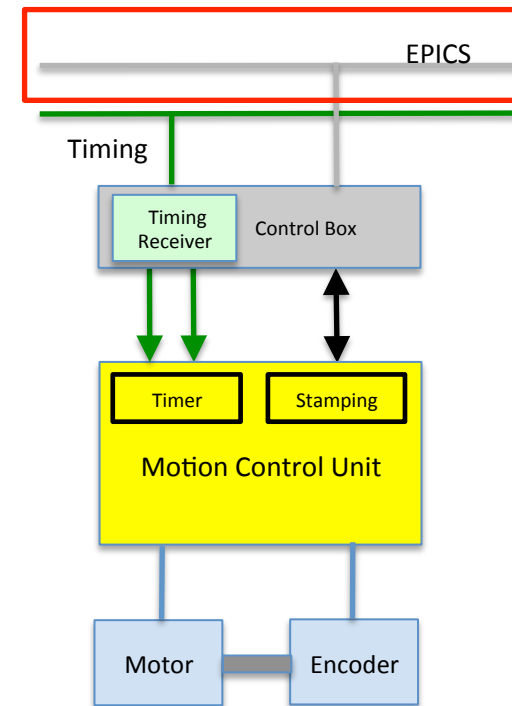 EPICS
Timing
Timing
Receiver
Control Box
Timer
Stamping
Motion Control Unit
Motor
Encoder